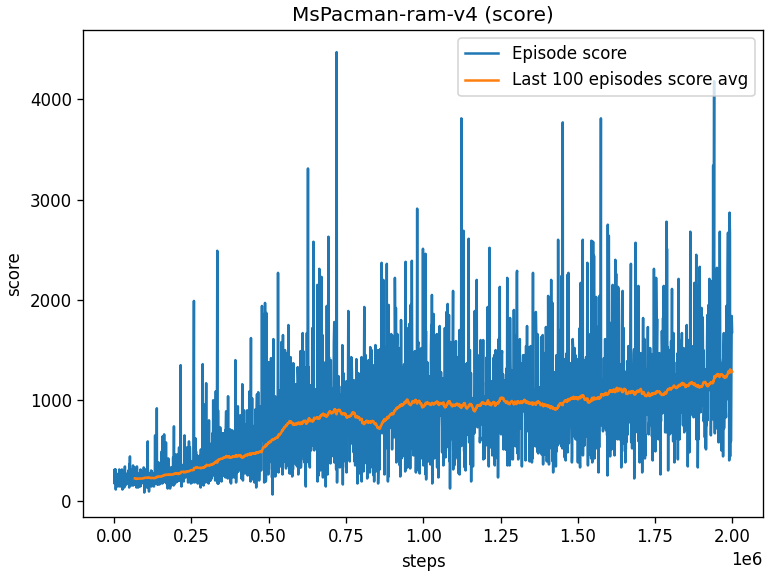 MsPacman-ram-v4 (score)
Episode score
Last 100 episodes score avg
score
4000
3000
2000
1000
0
0.00 0.25 0.50 0.75 1.00 1.25 1.50 1.75 2.00
1e6
steps